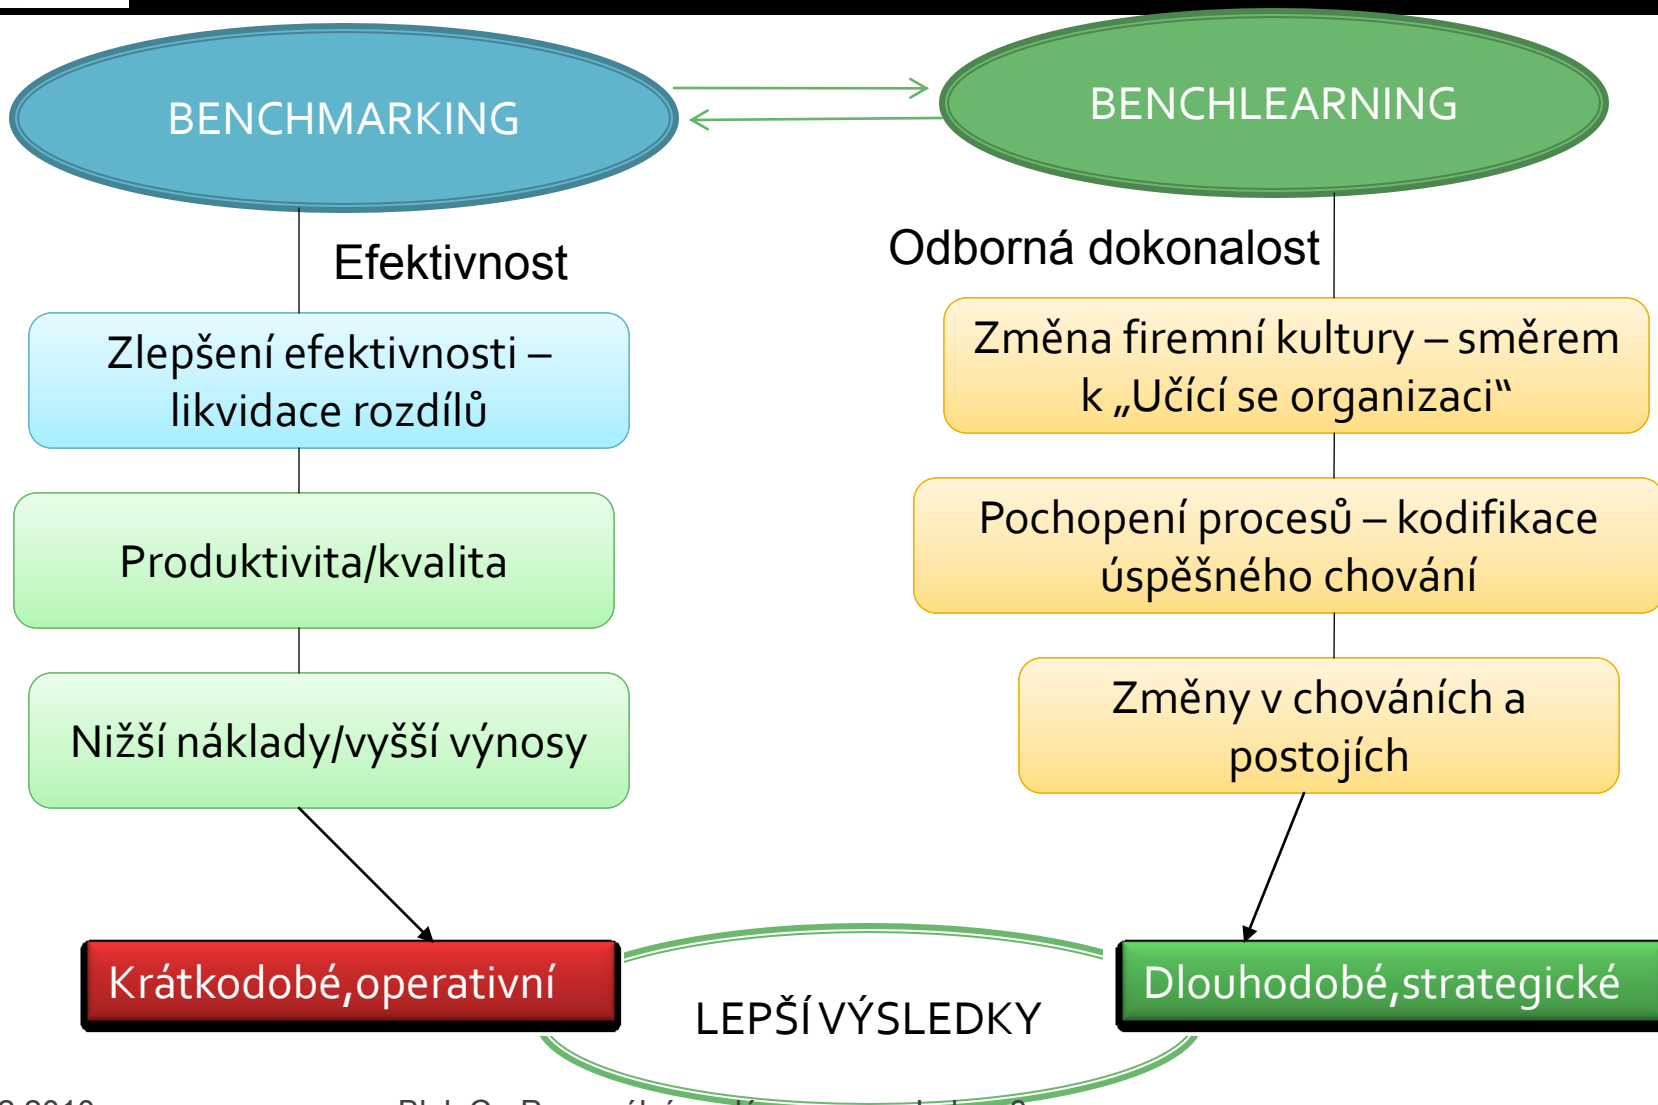 BENCHMARKING
BENCHLEARNING
Efektivnost
Odborná dokonalost
Zlepšení efektivnosti –
likvidace rozdílů
Změna firemní kultury – směrem
k „Učící se organizaci“
Produktivita/kvalita
Pochopení procesů – kodifikace
úspěšného chování
Nižší náklady/vyšší výnosy
Změny v chováních a
postojích
Krátkodobé,operativní
LEPŠÍ VÝSLEDKY
Dlouhodobé,strategické